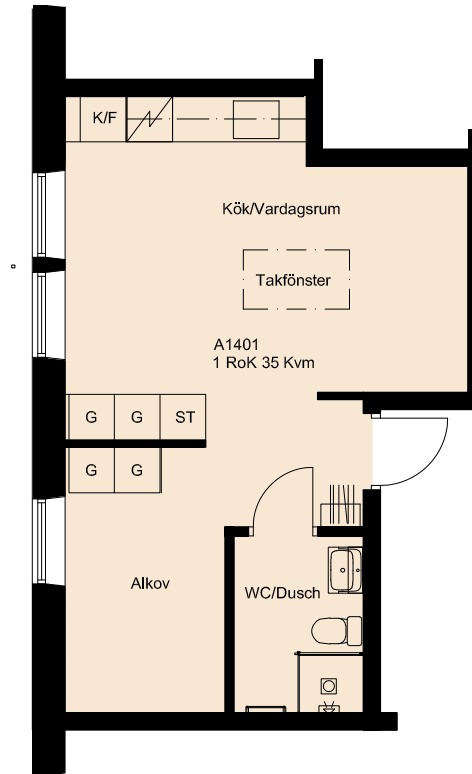 K/F
Kök/Vardagsrum
Takfönster
A1401
1 RoK 35 Kvm
G G ST
G G
Alkov
WC/Dusch